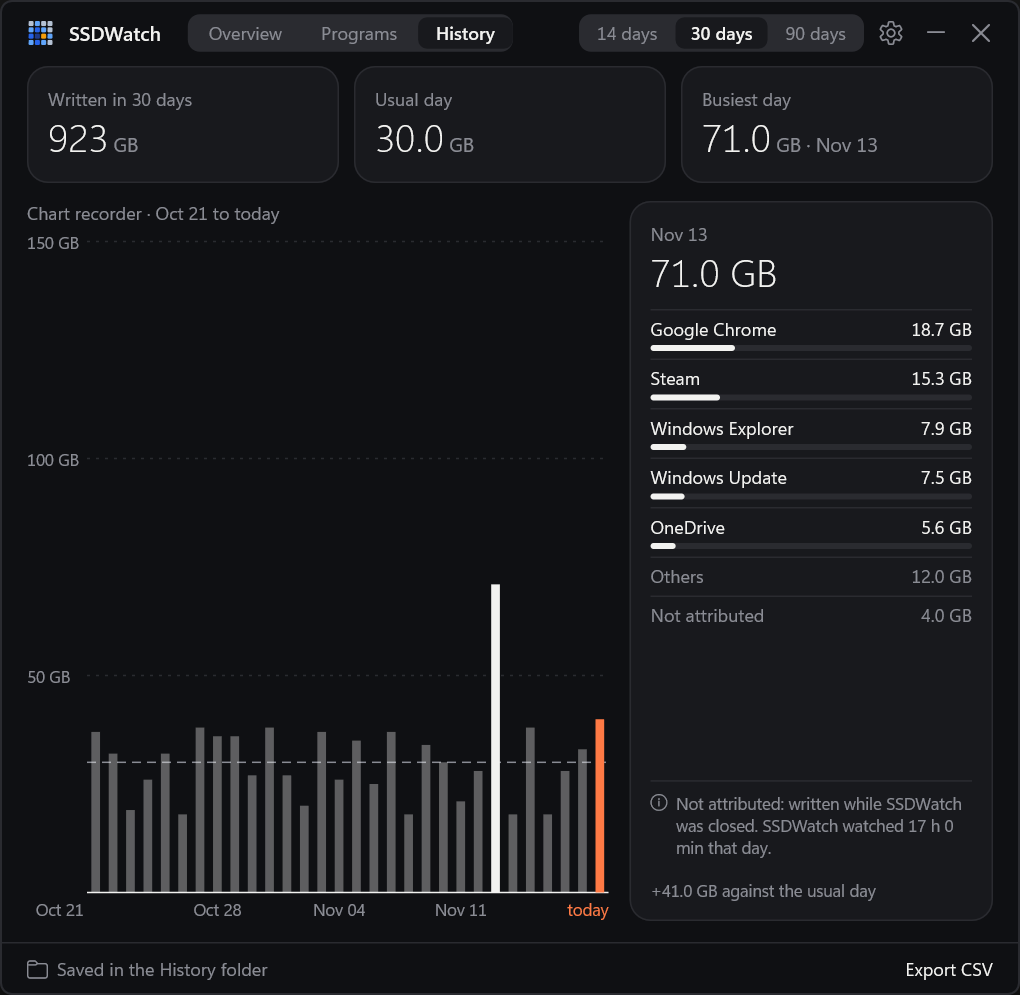 SSDWatch
Overview
Programs
History
14 days
30 days
90 days
Written in 30 days
923 GB
Usual day
30.0 GB
Busiest day
71.0 GB · Nov 13
Chart recorder · Oct 21 to today
150 GB
100 GB
50 GB
Oct 21
Oct 28
Nov 04
Nov 11
today
Nov 13
71.0 GB
Google Chrome 18.7 GB
Steam 15.3 GB
Windows Explorer 7.9 GB
Windows Update 7.5 GB
OneDrive 5.6 GB
Others 12.0 GB
Not attributed 4.0 GB
Not attributed: written while SSDWatch
was closed. SSDWatch watched 17 h 0
min that day.
+41.0 GB against the usual day
Saved in the History folder
Export CSV